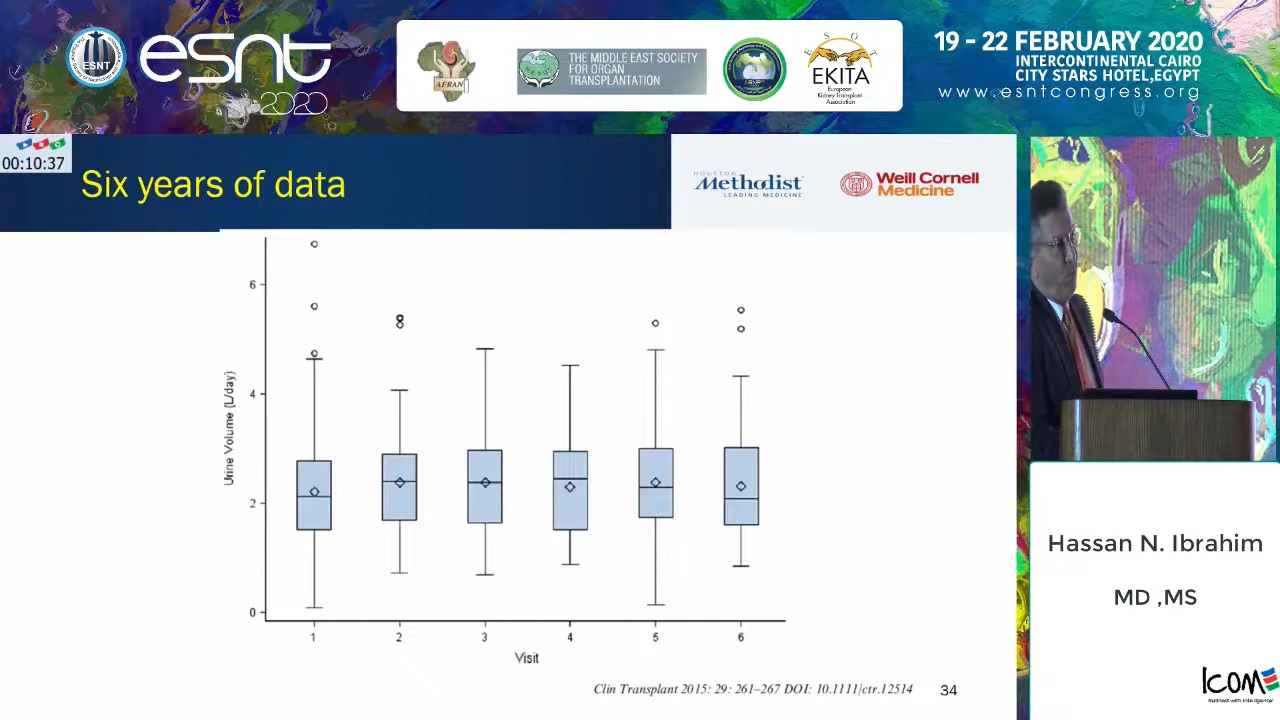 ESNT
esnt
2020
AFRAN
THE MIDDLE EAST SOCIETY
FOR ORGAN
TRANSPLANTATION
ESOT
EKITA
European
Kidney Transplant
Association
19 - 22 FEBRUARY 2020
INTERCONTINENTAL CAIRO
CITY STARS HOTEL,EGYPT
www.esntcongress.org
00:10:37
Six years of data
HOUSTON
Methodist
LEADING MEDICINE
Weill Cornell
Medicine
Urine Volume (L/day)
6
4
2
0
1 2 3 4 5 6
Visit
Clin Transplant 2015: 29: 261–267 DOI: 10.1111/ctr.12514
34
Hassan N. Ibrahim
MD ,MS
ICOM